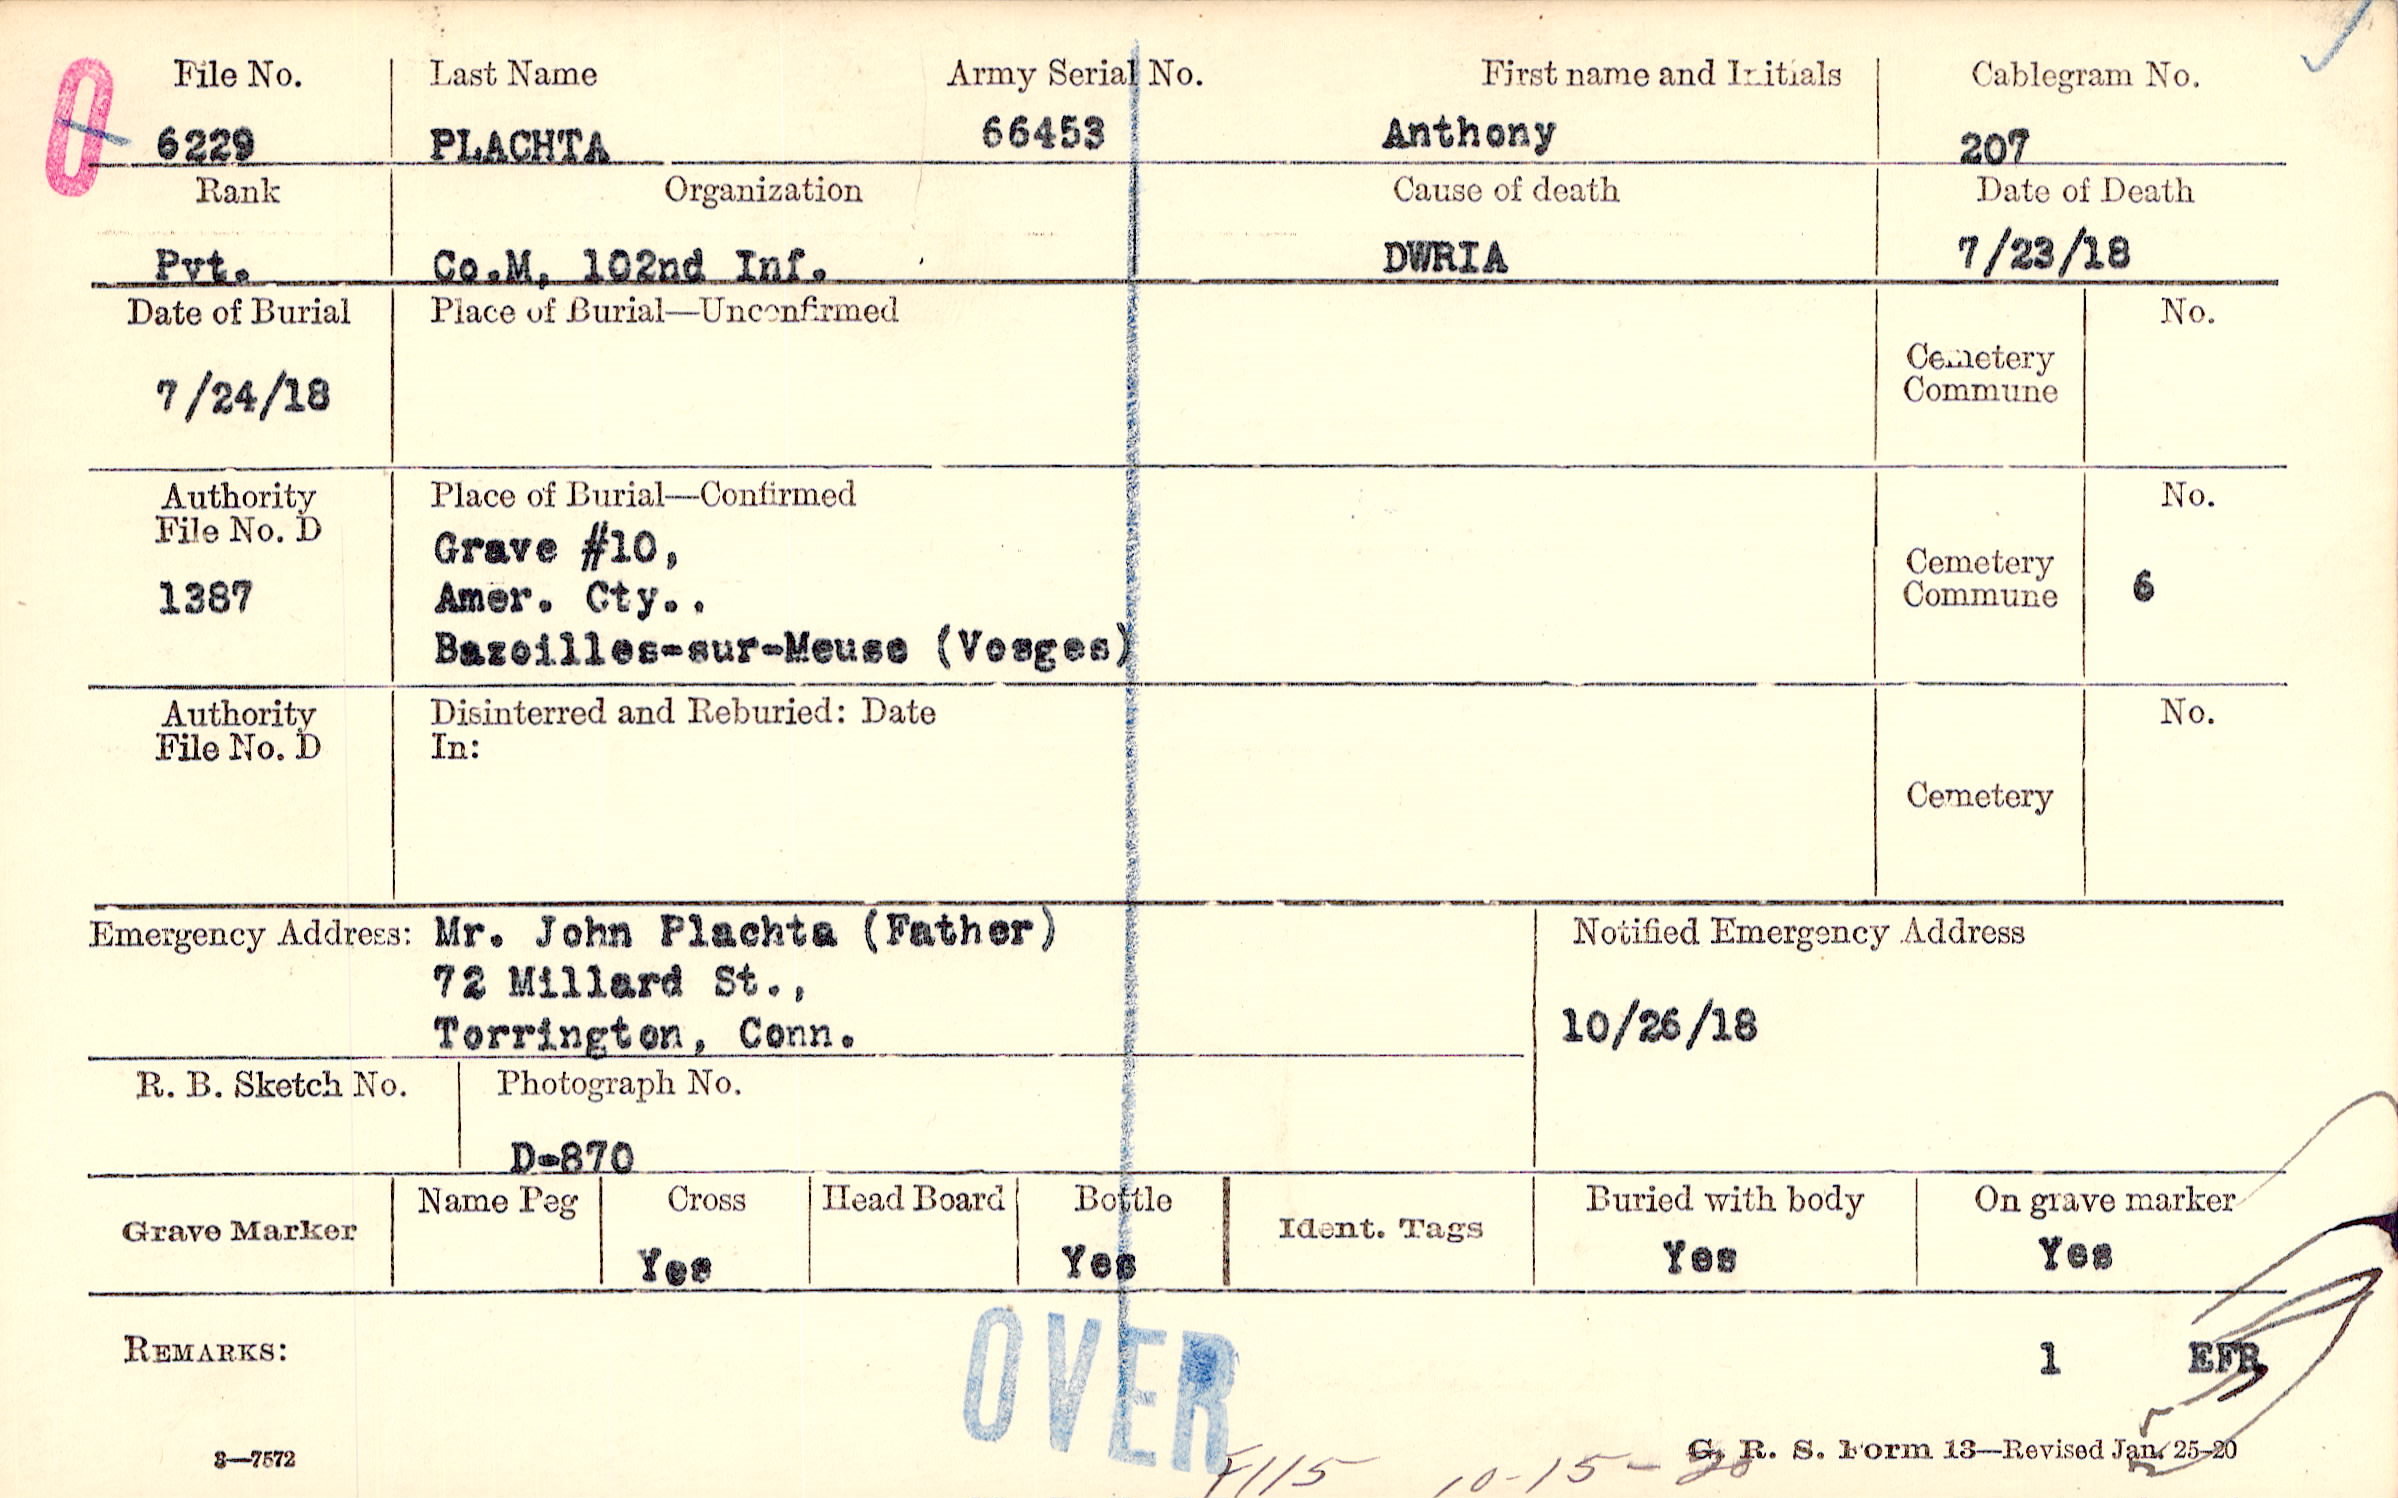 File No. Last Name Army Serial No. First name and Initials Cablegram No.
6229 PLACHTA 66453 Anthony 207
Rank Organization Cause of death Date of Death
Pvt. Co.M, 102nd Inf. DWRIA 7/23/18
Date of Burial Place of Burial—Unconfirmed No.
Cemetery
Commune
7/24/18
Authority Place of Burial—Confirmed No.
File No. D
Grave #10,
Cemetery
Commune 6
1387 Amer. Cty..
Bazoilles-sur-Meuse (Vosges)
Authority Disinterred and Reburied: Date No.
File No. D In:
Cemetery
Emergency Address: Mr. John Plachta (Father) Notified Emergency Address
72 Millard St.,
Torrington, Conn. 10/26/18
R. B. Sketch No. Photograph No.
D-870
Grave Marker Name Peg Cross Head Board Bottle Ident. Tags Buried with body On grave marker
Yes Yes Yes Yes
REMARKS: 1 EFR
OVER
3—7572 G. R. S. Form 13—Revised Jan. 25-20
10-15-20